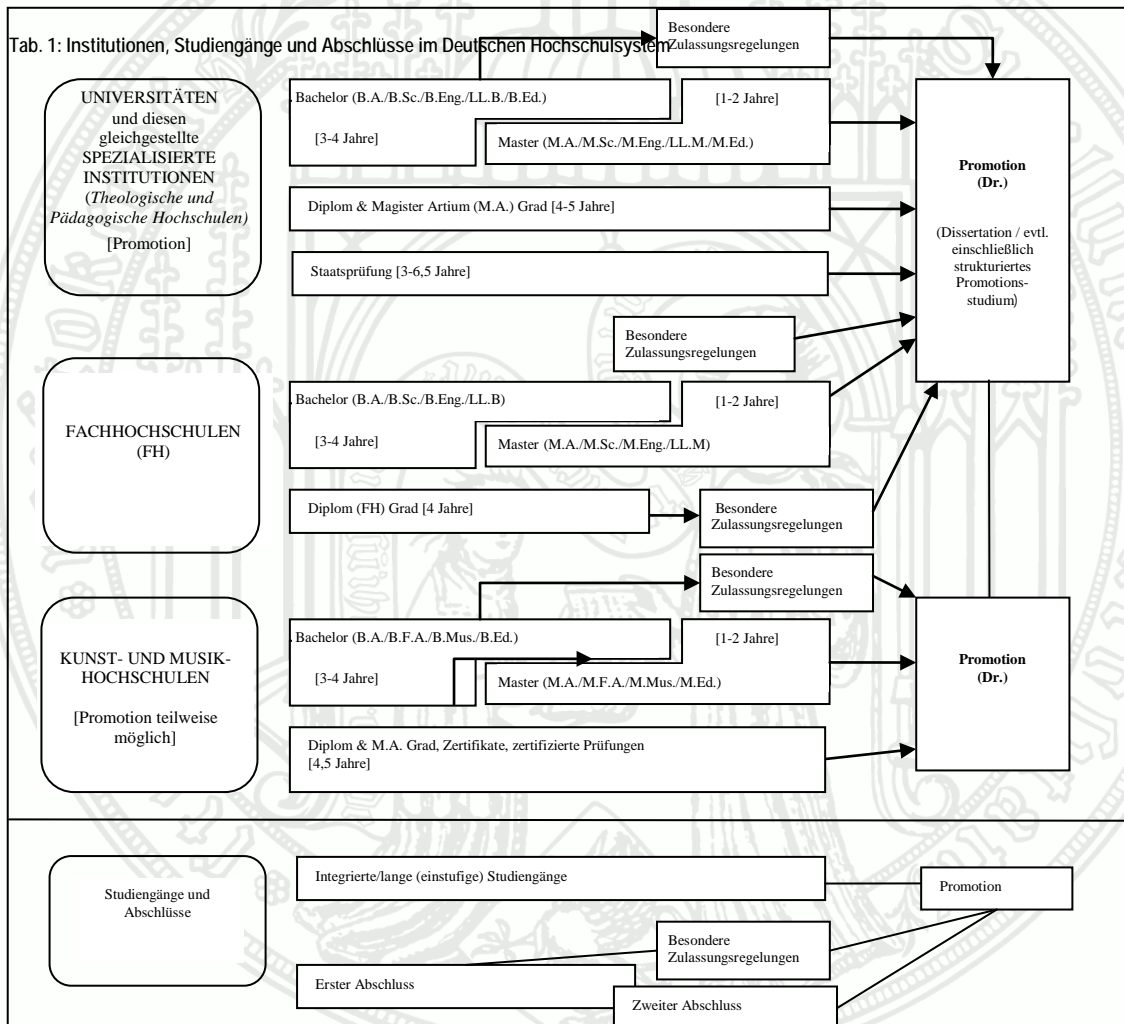 Besondere
Zulassungsregelungen
Tab. 1: Institutionen, Studiengänge und Abschlüsse im Deutschen Hochschulsystem
UNIVERSITÄTEN
und diesen
gleichgestellte
SPEZIALISIERTE
INSTITUTIONEN
(Theologische und
Pädagogische Hochschulen)
[Promotion]
Bachelor (B.A./B.Sc./B.Eng./LL.B./B.Ed.)
[3-4 Jahre]
[1-2 Jahre]
Master (M.A./M.Sc./M.Eng./LL.M./M.Ed.)
Diplom & Magister Artium (M.A.) Grad [4-5 Jahre]
Staatsprüfung [3-6,5 Jahre]
Promotion
(Dr.)
(Dissertation / evtl.
einschließlich
strukturiertes
Promotions-
studium)
Besondere
Zulassungsregelungen
FACHHOCHSCHULEN
(FH)
Bachelor (B.A./B.Sc./B.Eng./LL.B)
[3-4 Jahre]
[1-2 Jahre]
Master (M.A./M.Sc./M.Eng./LL.M)
Diplom (FH) Grad [4 Jahre]
Besondere
Zulassungsregelungen
Besondere
Zulassungsregelungen
KUNST- UND MUSIK-
HOCHSCHULEN
[Promotion teilweise
möglich]
Bachelor (B.A./B.F.A./B.Mus./B.Ed.)
[3-4 Jahre]
[1-2 Jahre]
Master (M.A./M.F.A./M.Mus./M.Ed.)
Diplom & M.A. Grad, Zertifikate, zertifizierte Prüfungen
[4,5 Jahre]
Promotion
(Dr.)
Studiengänge und
Abschlüsse
Integrierte/lange (einstufige) Studiengänge
Promotion
Besondere
Zulassungsregelungen
Erster Abschluss
Zweiter Abschluss